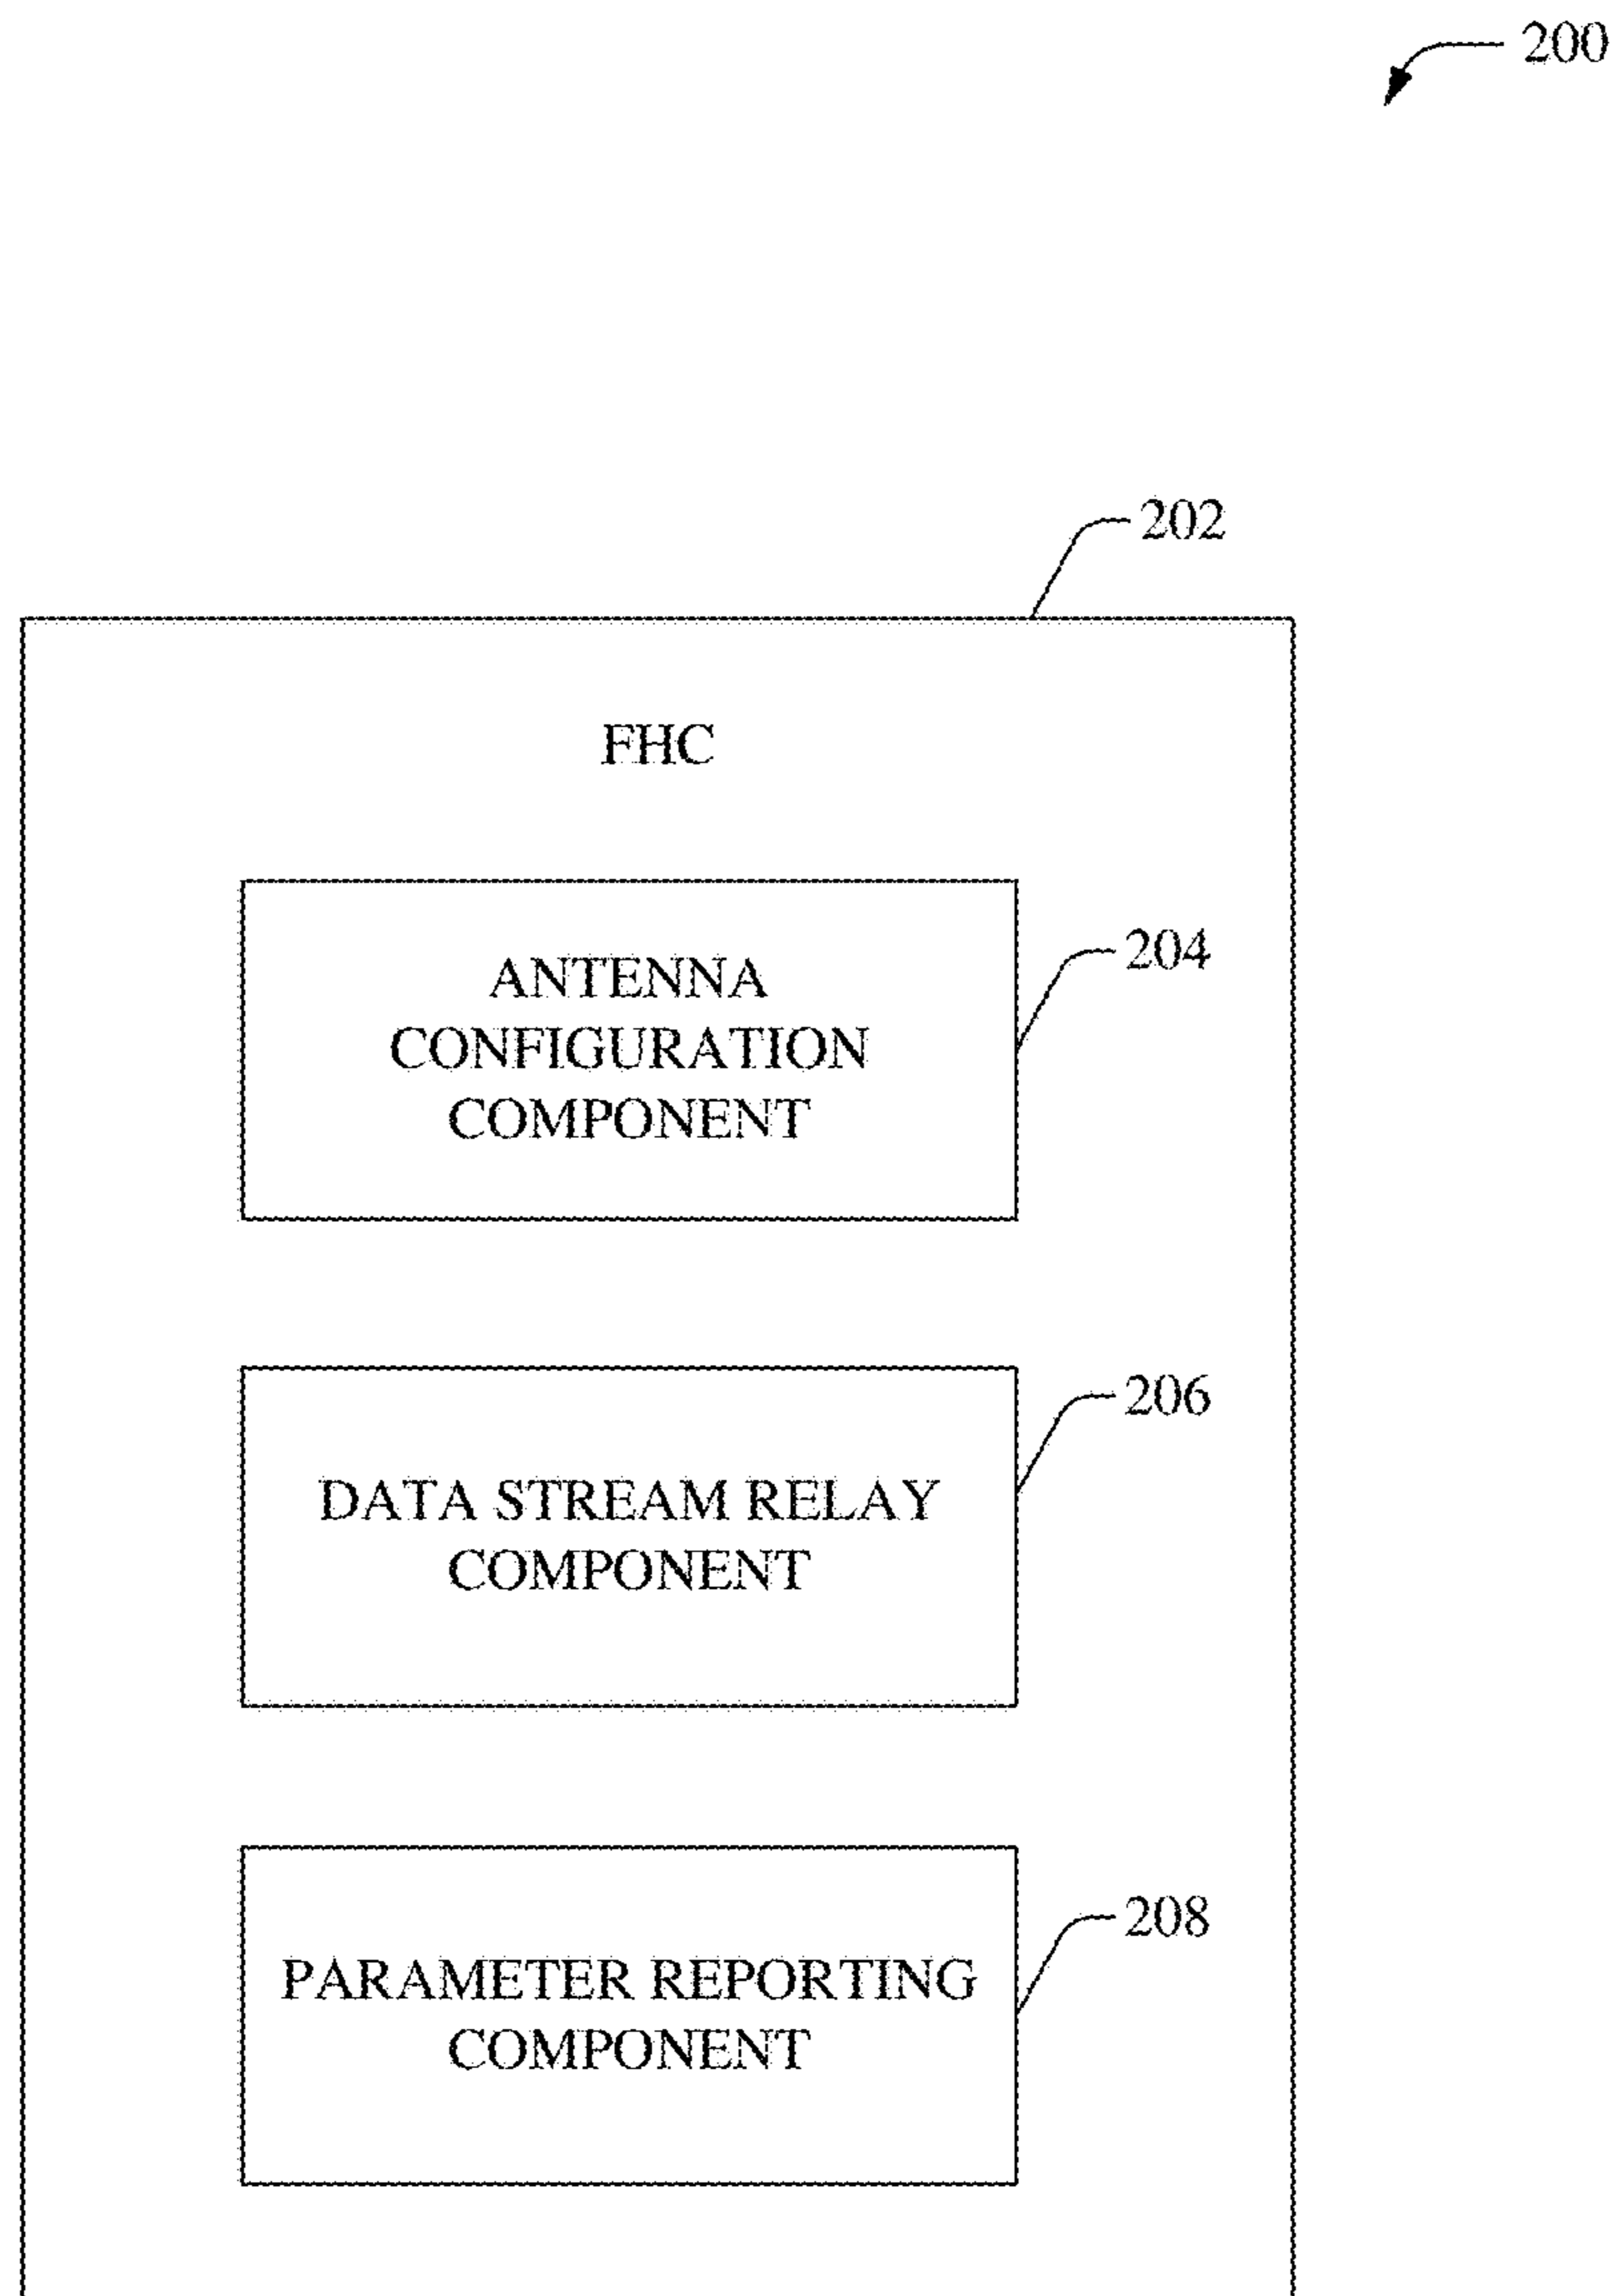 200
202
FHC
ANTENNA
CONFIGURATION
COMPONENT
204
DATA STREAM RELAY
COMPONENT
206
PARAMETER REPORTING
COMPONENT
208